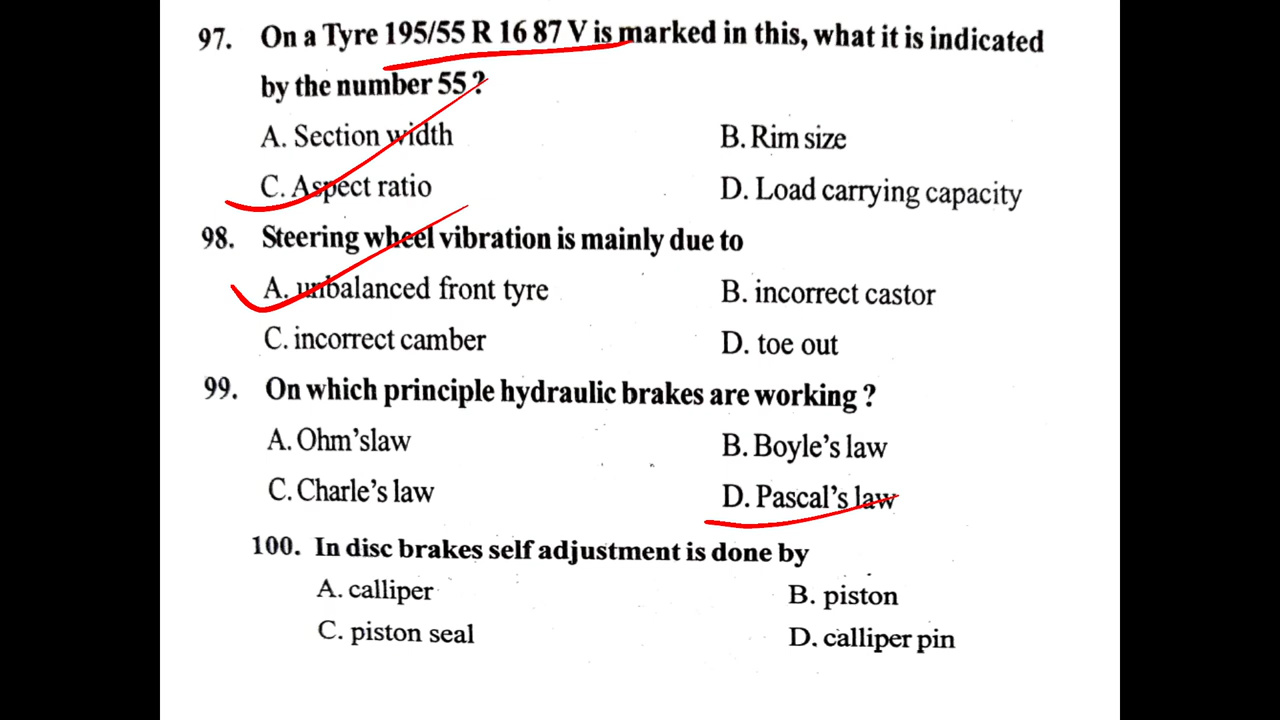 97. On a Tyre 195/55 R 16 87 V is marked in this, what it is indicated
by the number 55 ?
A. Section width B. Rim size
C. Aspect ratio D. Load carrying capacity
98. Steering wheel vibration is mainly due to
A. unbalanced front tyre B. incorrect castor
C. incorrect camber D. toe out
99. On which principle hydraulic brakes are working ?
A. Ohm'slaw B. Boyle's law
C. Charle's law D. Pascal's law
100. In disc brakes self adjustment is done by
A. calliper B. piston
C. piston seal D. calliper pin